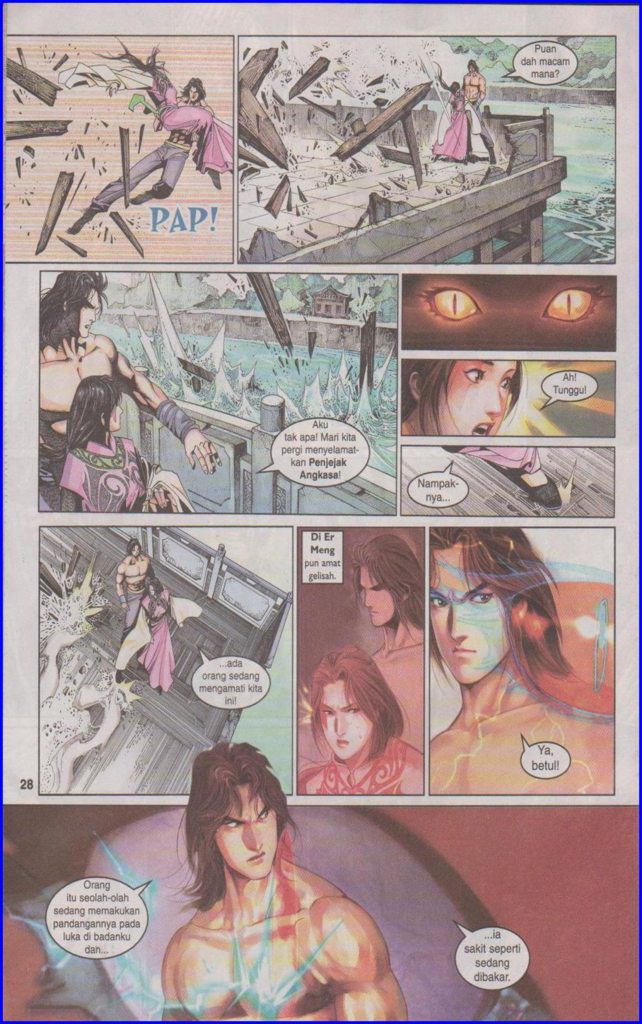 PAP!
Puan
dah macam
mana?
Aku
tak apa! Mari kita
pergi menyelamat-
kan Penjejak
Angkasa!
Ah!
Tunggu!
Nampak-
nya...
...ada
orang sedang
mengamati kita
ini!
Di Er
Meng
pun amat
gelisah.
Ya,
betul!
28
Orang
itu seolah-olah
sedang memakukan
pandangannya pada
luka di badanku
dah...
...ia
sakit seperti
sedang
dibakar.